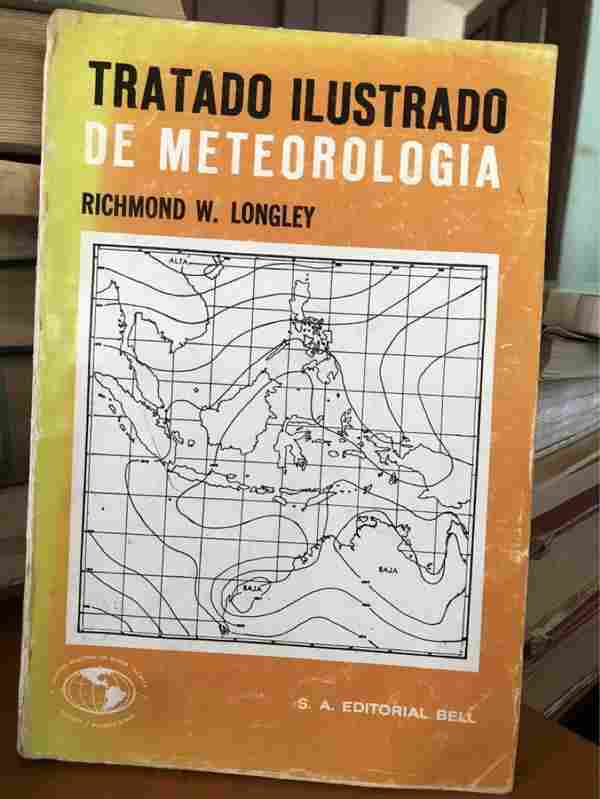 TRATADO ILUSTRADO
DE METEOROLOGIA
RICHMOND W. LONGLEY
ALTA
BAJA
BAJA
S. A. EDITORIAL BELL